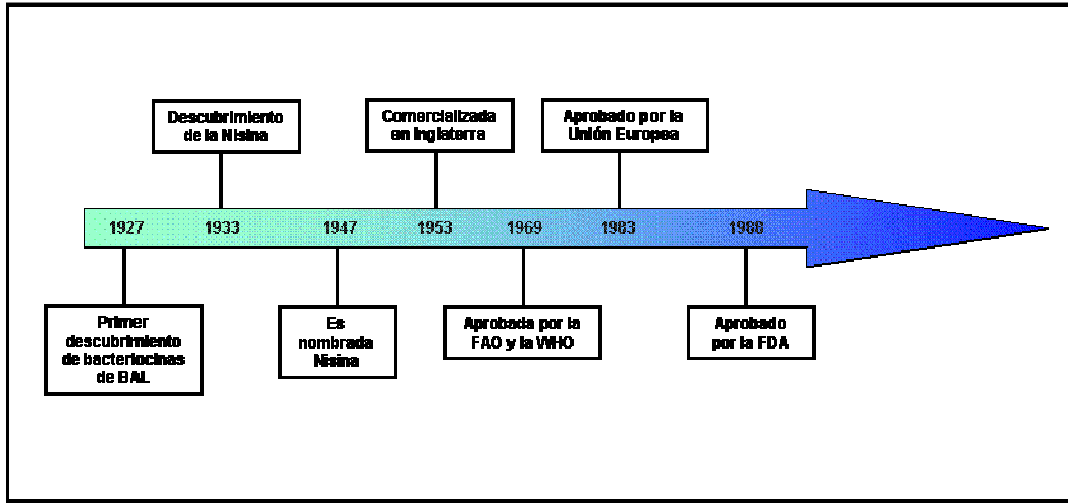 Descubrimiento
de la Nisina
Comercializada
en Inglaterra
Aprobado por la
Unión Europea
1927 1933 1947 1953 1969 1983 1988
Primer
descubrimiento
de bacteriocinas
de BAL
Es
nombrada
Nisina
Aprobada por la
FAO y la WHO
Aprobado
por la FDA